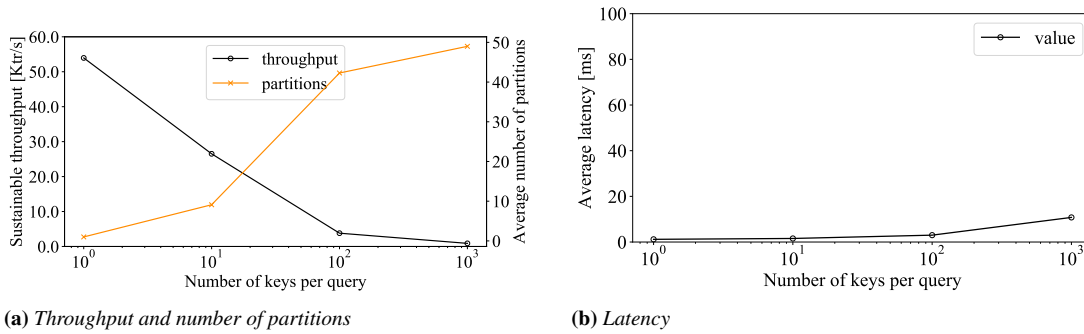 60.0
50.0
40.0
30.0
20.0
10.0
0.0
Sustainable throughput [Ktr/s]
throughput
partitions
50
40
30
20
10
0
Average number of partitions
10^0
10^1
10^2
10^3
Number of keys per query
(a) Throughput and number of partitions
100
80
60
40
20
0
Average latency [ms]
value
10^0
10^1
10^2
10^3
Number of keys per query
(b) Latency